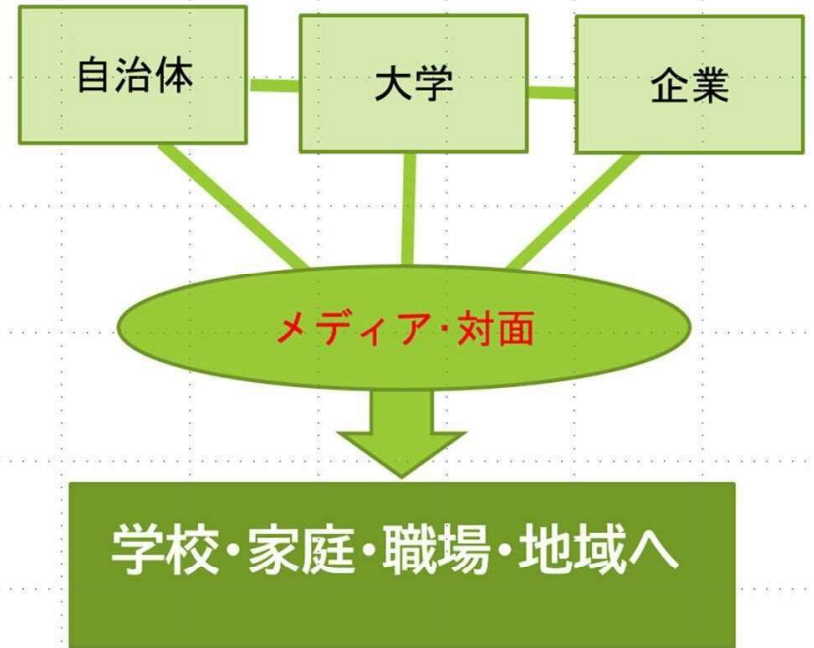 自治体
大学
企業
メディア・対面
学校・家庭・職場・地域へ